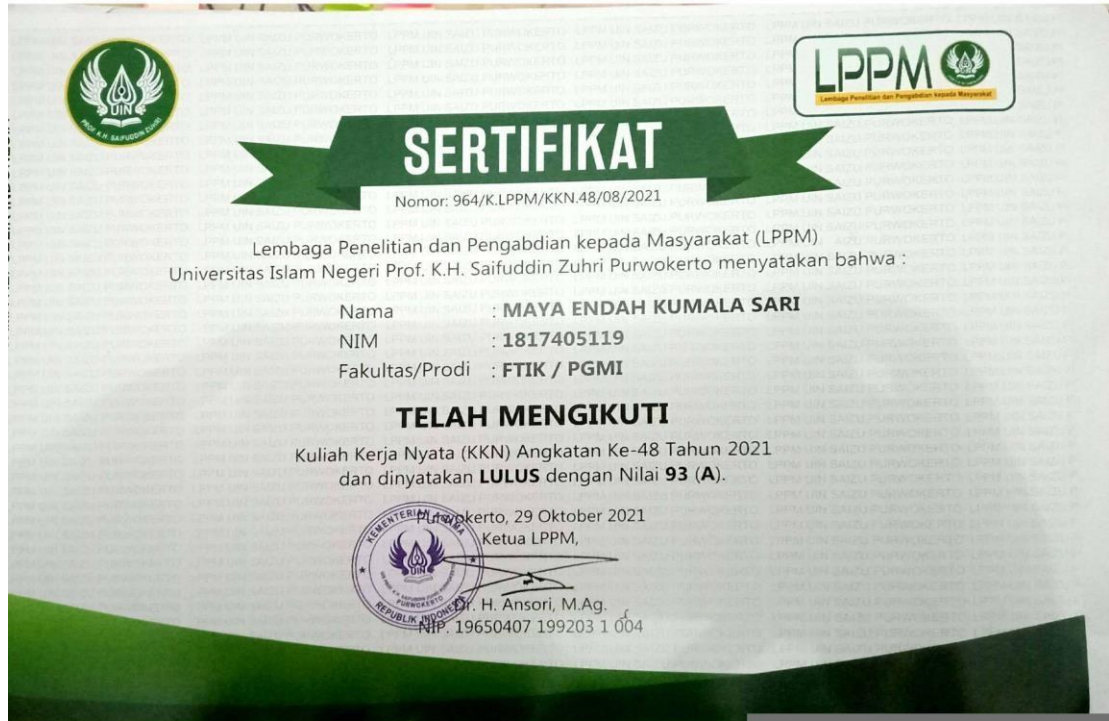 UIN
PROF. K.H. SAIFUDDIN ZUHRI
LPPM
Lembaga Penelitian dan Pengabdian kepada Masyarakat
SERTIFIKAT
Nomor: 964/K.LPPM/KKN.48/08/2021
Lembaga Penelitian dan Pengabdian kepada Masyarakat (LPPM)
Universitas Islam Negeri Prof. K.H. Saifuddin Zuhri Purwokerto menyatakan bahwa :
Nama : MAYA ENDAH KUMALA SARI
NIM : 1817405119
Fakultas/Prodi : FTIK / PGMI
TELAH MENGIKUTI
Kuliah Kerja Nyata (KKN) Angkatan Ke-48 Tahun 2021
dan dinyatakan LULUS dengan Nilai 93 (A).
Purwokerto, 29 Oktober 2021
Ketua LPPM,
KEMENTERIAN AGAMA
UIN
PURWOKERTO
REPUBLIK INDONESIA
Dr. H. Ansori, M.Ag.
NIP. 19650407 199203 1 004